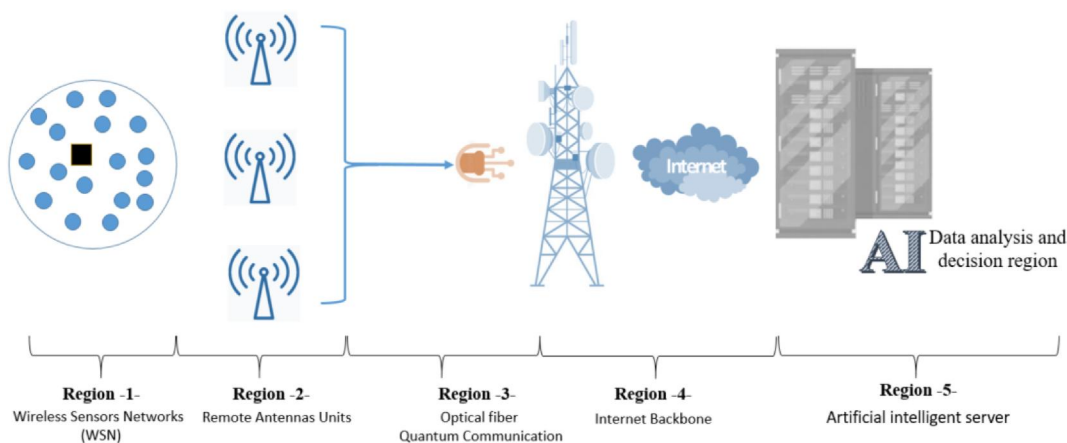 Internet
AI Data analysis and
decision region
Region -1-
Wireless Sensors Networks
(WSN)
Region -2-
Remote Antennas Units
Region -3-
Optical fiber
Quantum Communication
Region -4-
Internet Backbone
Region -5-
Artificial intelligent server